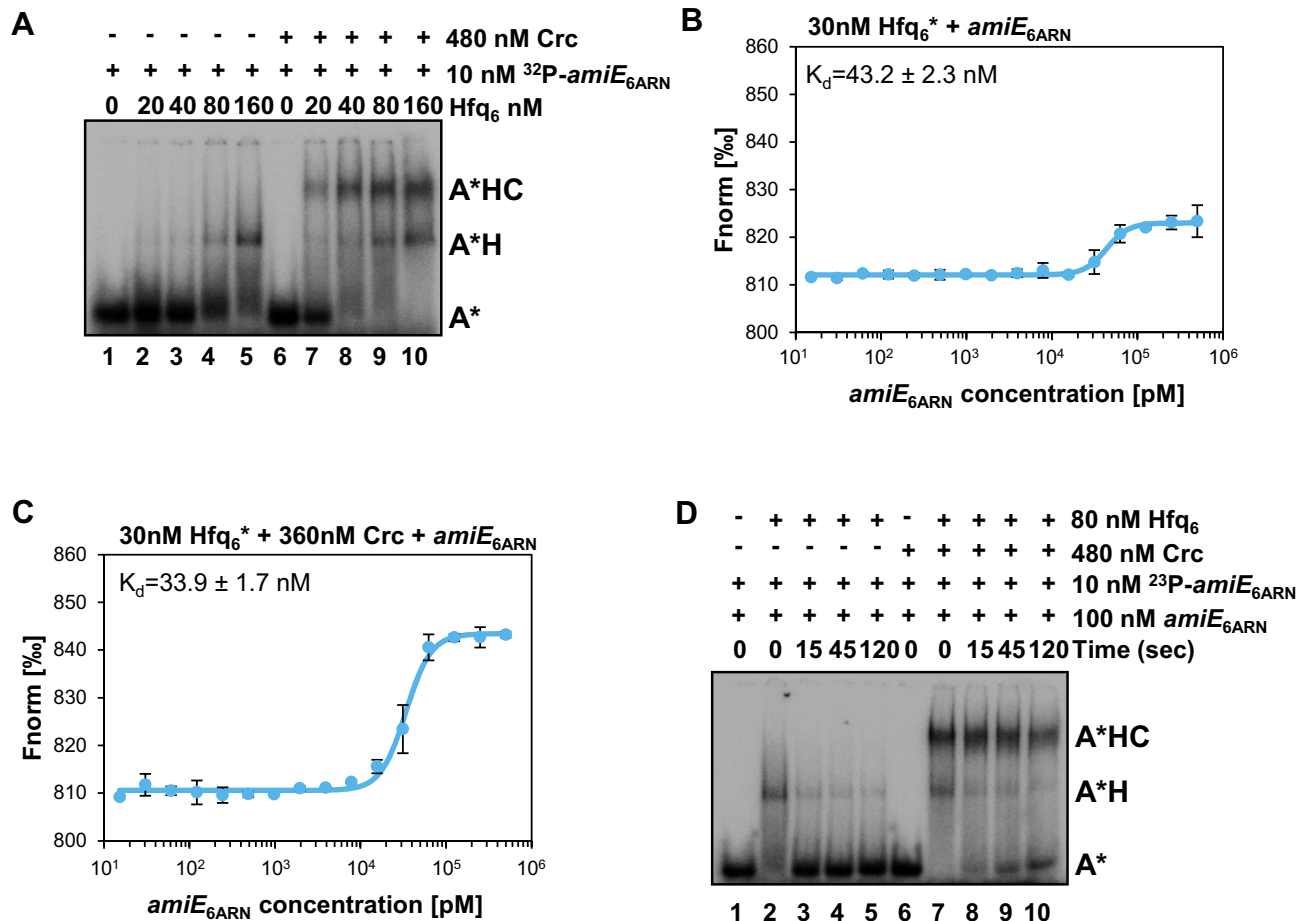 A
- - - - - + + + + + 480 nM Crc
+ + + + + + + + + + 10 nM ³²P-amiE₆ARN
0 20 40 80 160 0 20 40 80 160 Hfq₆ nM
A*HC
A*H
A*
1 2 3 4 5 6 7 8 9 10
B
30nM Hfq₆* + amiE₆ARN
K_d=43.2 ± 2.3 nM
Fnorm [‰]
860
850
840
830
820
810
800
10¹ 10² 10³ 10⁴ 10⁵ 10⁶
amiE₆ARN concentration [pM]
C
30nM Hfq₆* + 360nM Crc + amiE₆ARN
K_d=33.9 ± 1.7 nM
Fnorm [‰]
860
850
840
830
820
810
800
10¹ 10² 10³ 10⁴ 10⁵ 10⁶
amiE₆ARN concentration [pM]
D
- + + + + - + + + + 80 nM Hfq₆
- - - - - + + + + + 480 nM Crc
+ + + + + + + + + + 10 nM ²³P-amiE₆ARN
+ + + + + + + + + + 100 nM amiE₆ARN
0 0 15 45 120 0 0 15 45 120 Time (sec)
A*HC
A*H
A*
1 2 3 4 5 6 7 8 9 10